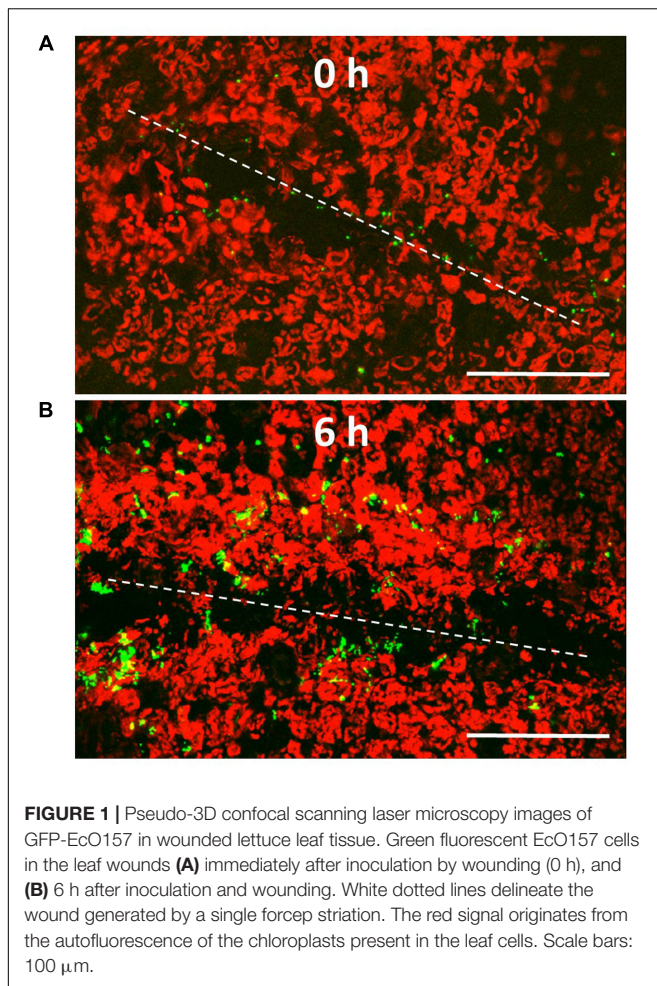 A
0 h
B
6 h
FIGURE 1 | Pseudo-3D confocal scanning laser microscopy images of
GFP-EcO157 in wounded lettuce leaf tissue. Green fluorescent EcO157 cells
in the leaf wounds (A) immediately after inoculation by wounding (0 h), and
(B) 6 h after inoculation and wounding. White dotted lines delineate the
wound generated by a single forcep striation. The red signal originates from
the autofluorescence of the chloroplasts present in the leaf cells. Scale bars:
100 μm.